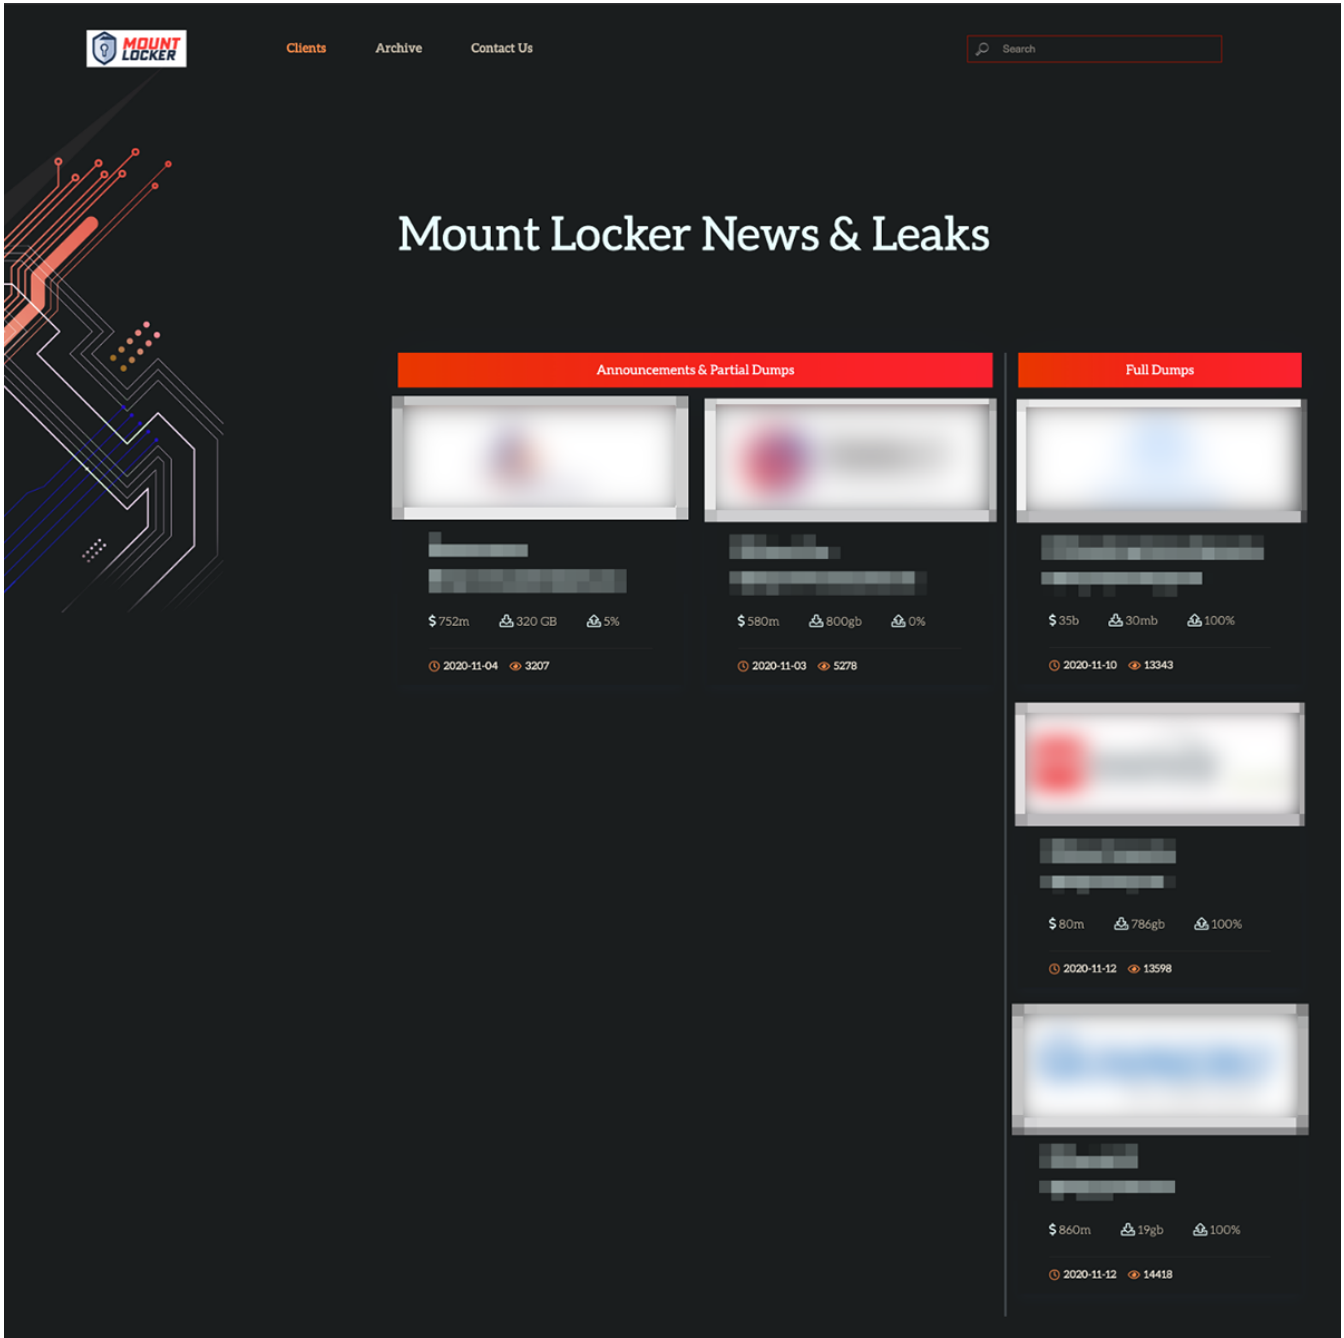 MOUNT
LOCKER
Clients
Archive
Contact Us
Search
Mount Locker News & Leaks
Announcements & Partial Dumps
$ 752m 320 GB 5%
2020-11-04 3207
$ 580m 800gb 0%
2020-11-03 5278
Full Dumps
$ 35b 30mb 100%
2020-11-10 13343
$ 80m 786gb 100%
2020-11-12 13598
$ 860m 19gb 100%
2020-11-12 14418